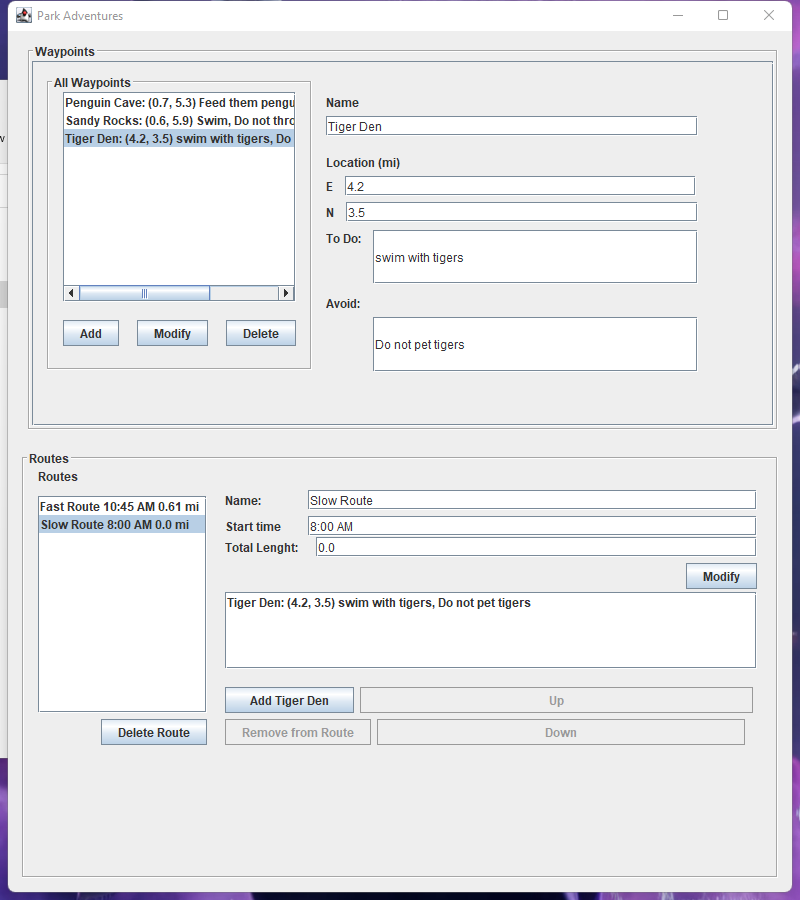 Park Adventures
Waypoints
All Waypoints
Penguin Cave: (0.7, 5.3) Feed them pengu
Sandy Rocks: (0.6, 5.9) Swim, Do not thro
Tiger Den: (4.2, 3.5) swim with tigers, Do
Add
Modify
Delete
Name
Tiger Den
Location (mi)
E 4.2
N 3.5
To Do:
swim with tigers
Avoid:
Do not pet tigers
Routes
Routes
Fast Route 10:45 AM 0.61 mi
Slow Route 8:00 AM 0.0 mi
Delete Route
Name: Slow Route
Start time 8:00 AM
Total Lenght: 0.0
Modify
Tiger Den: (4.2, 3.5) swim with tigers, Do not pet tigers
Add Tiger Den
Up
Remove from Route
Down